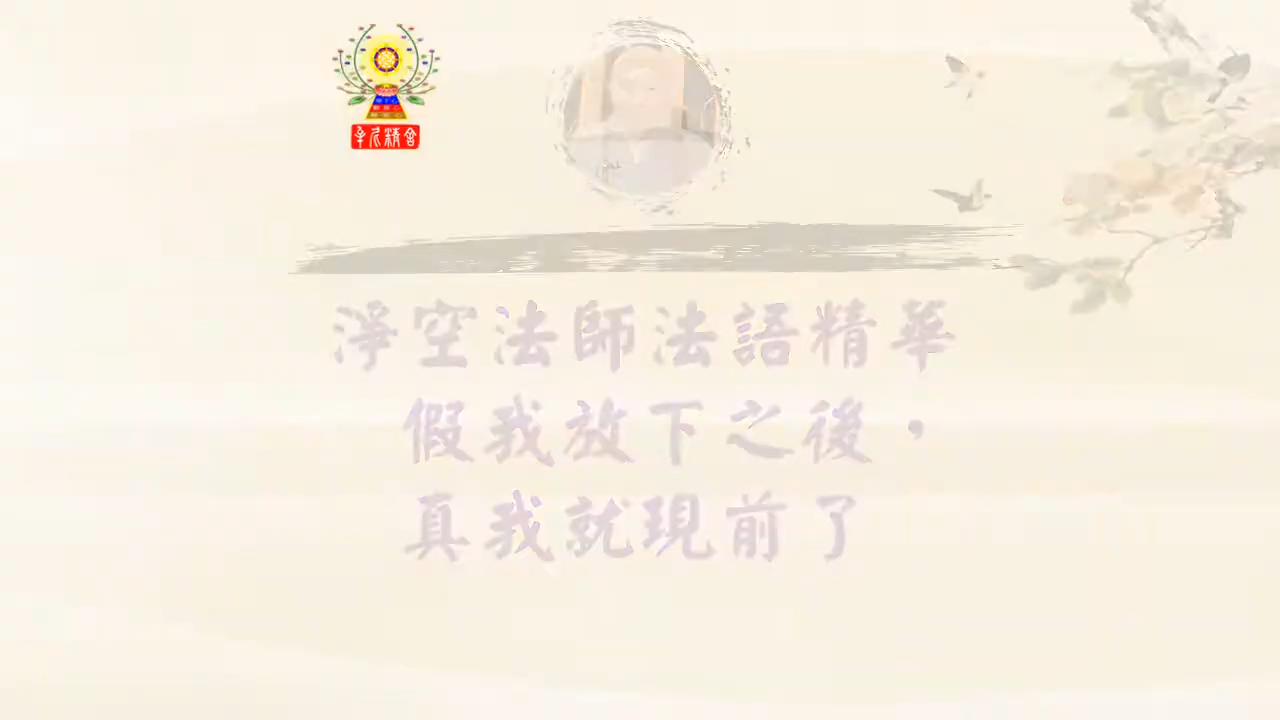 淨空法師法語精華
假我放下之後，
真我就現前了